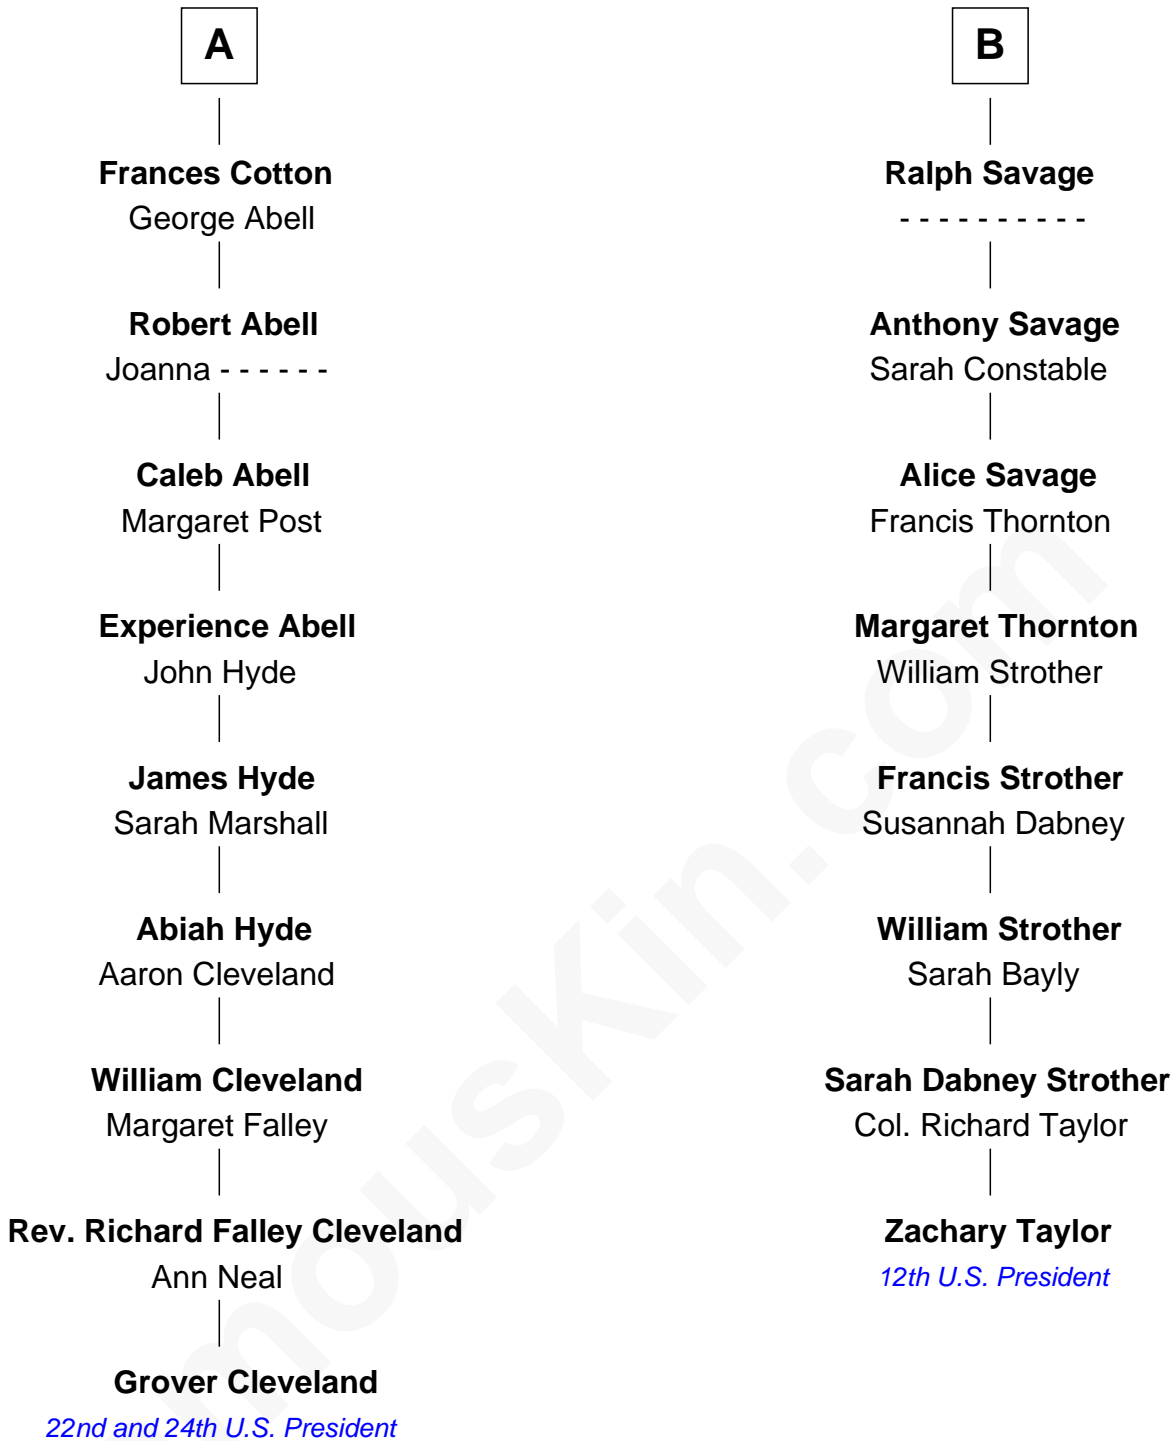 A
Frances Cotton
George Abell
Robert Abell
Joanna - - - - - -
Caleb Abell
Margaret Post
Experience Abell
John Hyde
James Hyde
Sarah Marshall
Abiah Hyde
Aaron Cleveland
William Cleveland
Margaret Falley
Rev. Richard Falley Cleveland
Ann Neal
Grover Cleveland
22nd and 24th U.S. President
B
Ralph Savage
- - - - - - - - - -
Anthony Savage
Sarah Constable
Alice Savage
Francis Thornton
Margaret Thornton
William Strother
Francis Strother
Susannah Dabney
William Strother
Sarah Bayly
Sarah Dabney Strother
Col. Richard Taylor
Zachary Taylor
12th U.S. President
mouskin.com